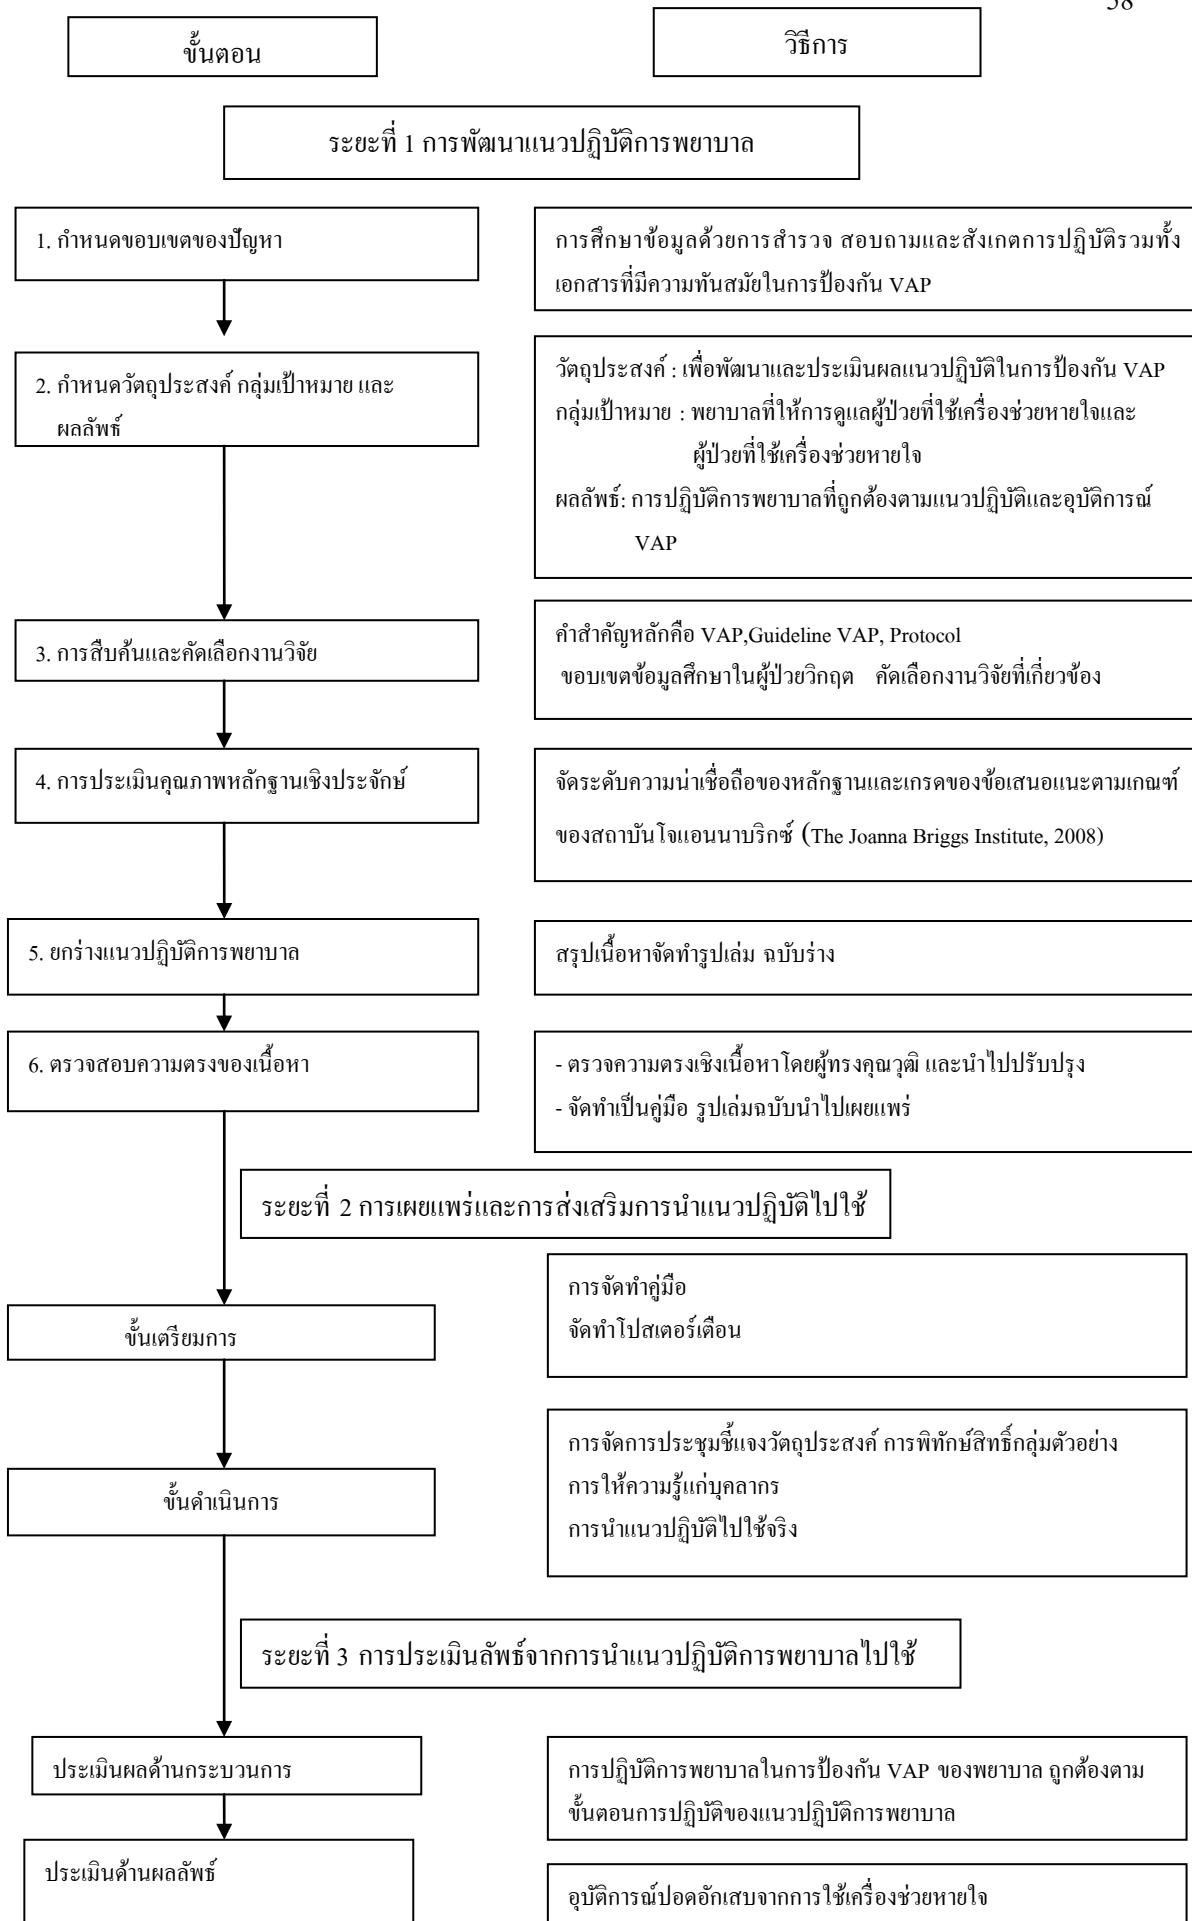 58
ขั้นตอน
วิธีการ
ระยะที่ 1 การพัฒนาแนวปฏิบัติการพยาบาล
1. กำหนดขอบเขตของปัญหา
การศึกษาข้อมูลด้วยการสำรวจ สอบถามและสังเกตการปฏิบัติรวมทั้ง
เอกสารที่มีความทันสมัยในการป้องกัน VAP
2. กำหนดวัตถุประสงค์ กลุ่มเป้าหมาย และ
ผลลัพธ์
วัตถุประสงค์ : เพื่อพัฒนาและประเมินผลแนวปฏิบัติในการป้องกัน VAP
กลุ่มเป้าหมาย : พยาบาลที่ให้การดูแลผู้ป่วยที่ใช้เครื่องช่วยหายใจและ
ผู้ป่วยที่ใช้เครื่องช่วยหายใจ
ผลลัพธ์: การปฏิบัติการพยาบาลที่ถูกต้องตามแนวปฏิบัติและอุบัติการณ์
VAP
3. การสืบค้นและคัดเลือกงานวิจัย
คำสำคัญหลักคือ VAP,Guideline VAP, Protocol
ขอบเขตข้อมูลศึกษาในผู้ป่วยวิกฤต คัดเลือกงานวิจัยที่เกี่ยวข้อง
4. การประเมินคุณภาพหลักฐานเชิงประจักษ์
จัดระดับความน่าเชื่อถือของหลักฐานและเกรดของข้อเสนอแนะตามเกณฑ์
ของสถาบันโจแอนนาบริกซ์ (The Joanna Briggs Institute, 2008)
5. ยกร่างแนวปฏิบัติการพยาบาล
สรุปเนื้อหาจัดทำรูปเล่ม ฉบับร่าง
6. ตรวจสอบความตรงของเนื้อหา
- ตรวจความตรงเชิงเนื้อหาโดยผู้ทรงคุณวุฒิ และนำไปปรับปรุง
- จัดทำเป็นคู่มือ รูปเล่มฉบับนำไปเผยแพร่
ระยะที่ 2 การเผยแพร่และการส่งเสริมการนำแนวปฏิบัติไปใช้
การจัดทำคู่มือ
จัดทำโปสเตอร์เตือน
ขั้นเตรียมการ
การจัดการประชุมชี้แจงวัตถุประสงค์ การพิทักษ์สิทธิ์กลุ่มตัวอย่าง
การให้ความรู้แก่บุคลากร
การนำแนวปฏิบัติไปใช้จริง
ขั้นดำเนินการ
ระยะที่ 3 การประเมินลัพธ์จากการนำแนวปฏิบัติการพยาบาลไปใช้
ประเมินผลด้านกระบวนการ
การปฏิบัติการพยาบาลในการป้องกัน VAP ของพยาบาล ถูกต้องตาม
ขั้นตอนการปฏิบัติของแนวปฏิบัติการพยาบาล
ประเมินด้านผลลัพธ์
อุบัติการณ์ปอดอักเสบจากการใช้เครื่องช่วยหายใจ